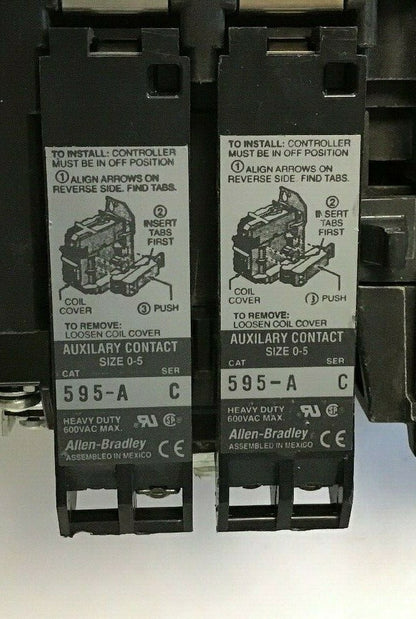 TO INSTALL: CONTROLLER
MUST BE IN OFF POSITION
① ALIGN ARROWS ON
REVERSE SIDE. FIND TABS.
②
INSERT
TABS
FIRST
COIL
COVER
③ PUSH
TO REMOVE:
LOOSEN COIL COVER
AUXILARY CONTACT
SIZE 0-5
CAT SER
595-A C
HEAVY DUTY
600VAC MAX.
Allen-Bradley
ASSEMBLED IN MEXICO
CE
TO INSTALL: CONTROLLER
MUST BE IN OFF POSITION
① ALIGN ARROWS ON
REVERSE SIDE. FIND TABS.
②
INSERT
TABS
FIRST
COIL
COVER
③ PUSH
TO REMOVE:
LOOSEN COIL COVER
AUXILARY CONTACT
SIZE 0-5
CAT SER
595-A C
HEAVY DUTY
600VAC MAX.
Allen-Bradley
ASSEMBLED IN MEXICO
CE